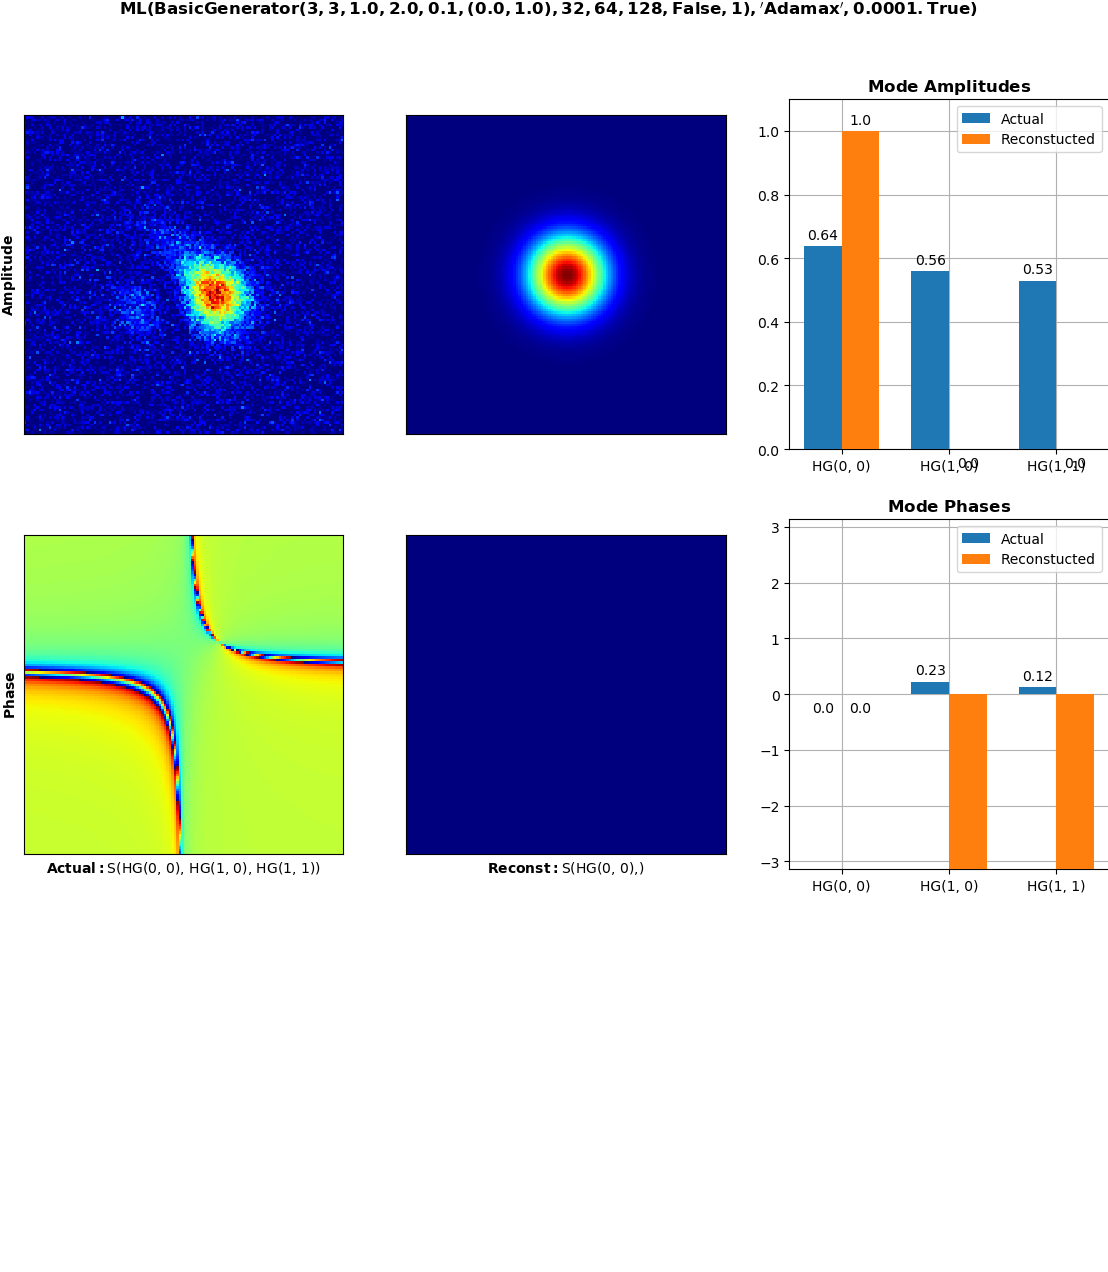 ML(BasicGenerator(3, 3, 1.0, 2.0, 0.1, (0.0, 1.0), 32, 64, 128, False, 1), ′Adamax′, 0.0001. True)
Amplitude
Mode Amplitudes
Actual
Reconstucted
1.0
0.8
0.6
0.4
0.2
0.0
0.64
1.0
0.56
0.0
0.53
0.0
HG(0, 0)
HG(1, 0)
HG(1, 1)
Phase
Actual: S(HG(0, 0), HG(1, 0), HG(1, 1))
Reconst: S(HG(0, 0),)
Mode Phases
Actual
Reconstucted
3
2
1
0
−1
−2
−3
0.0
0.0
0.23
0.12
HG(0, 0)
HG(1, 0)
HG(1, 1)